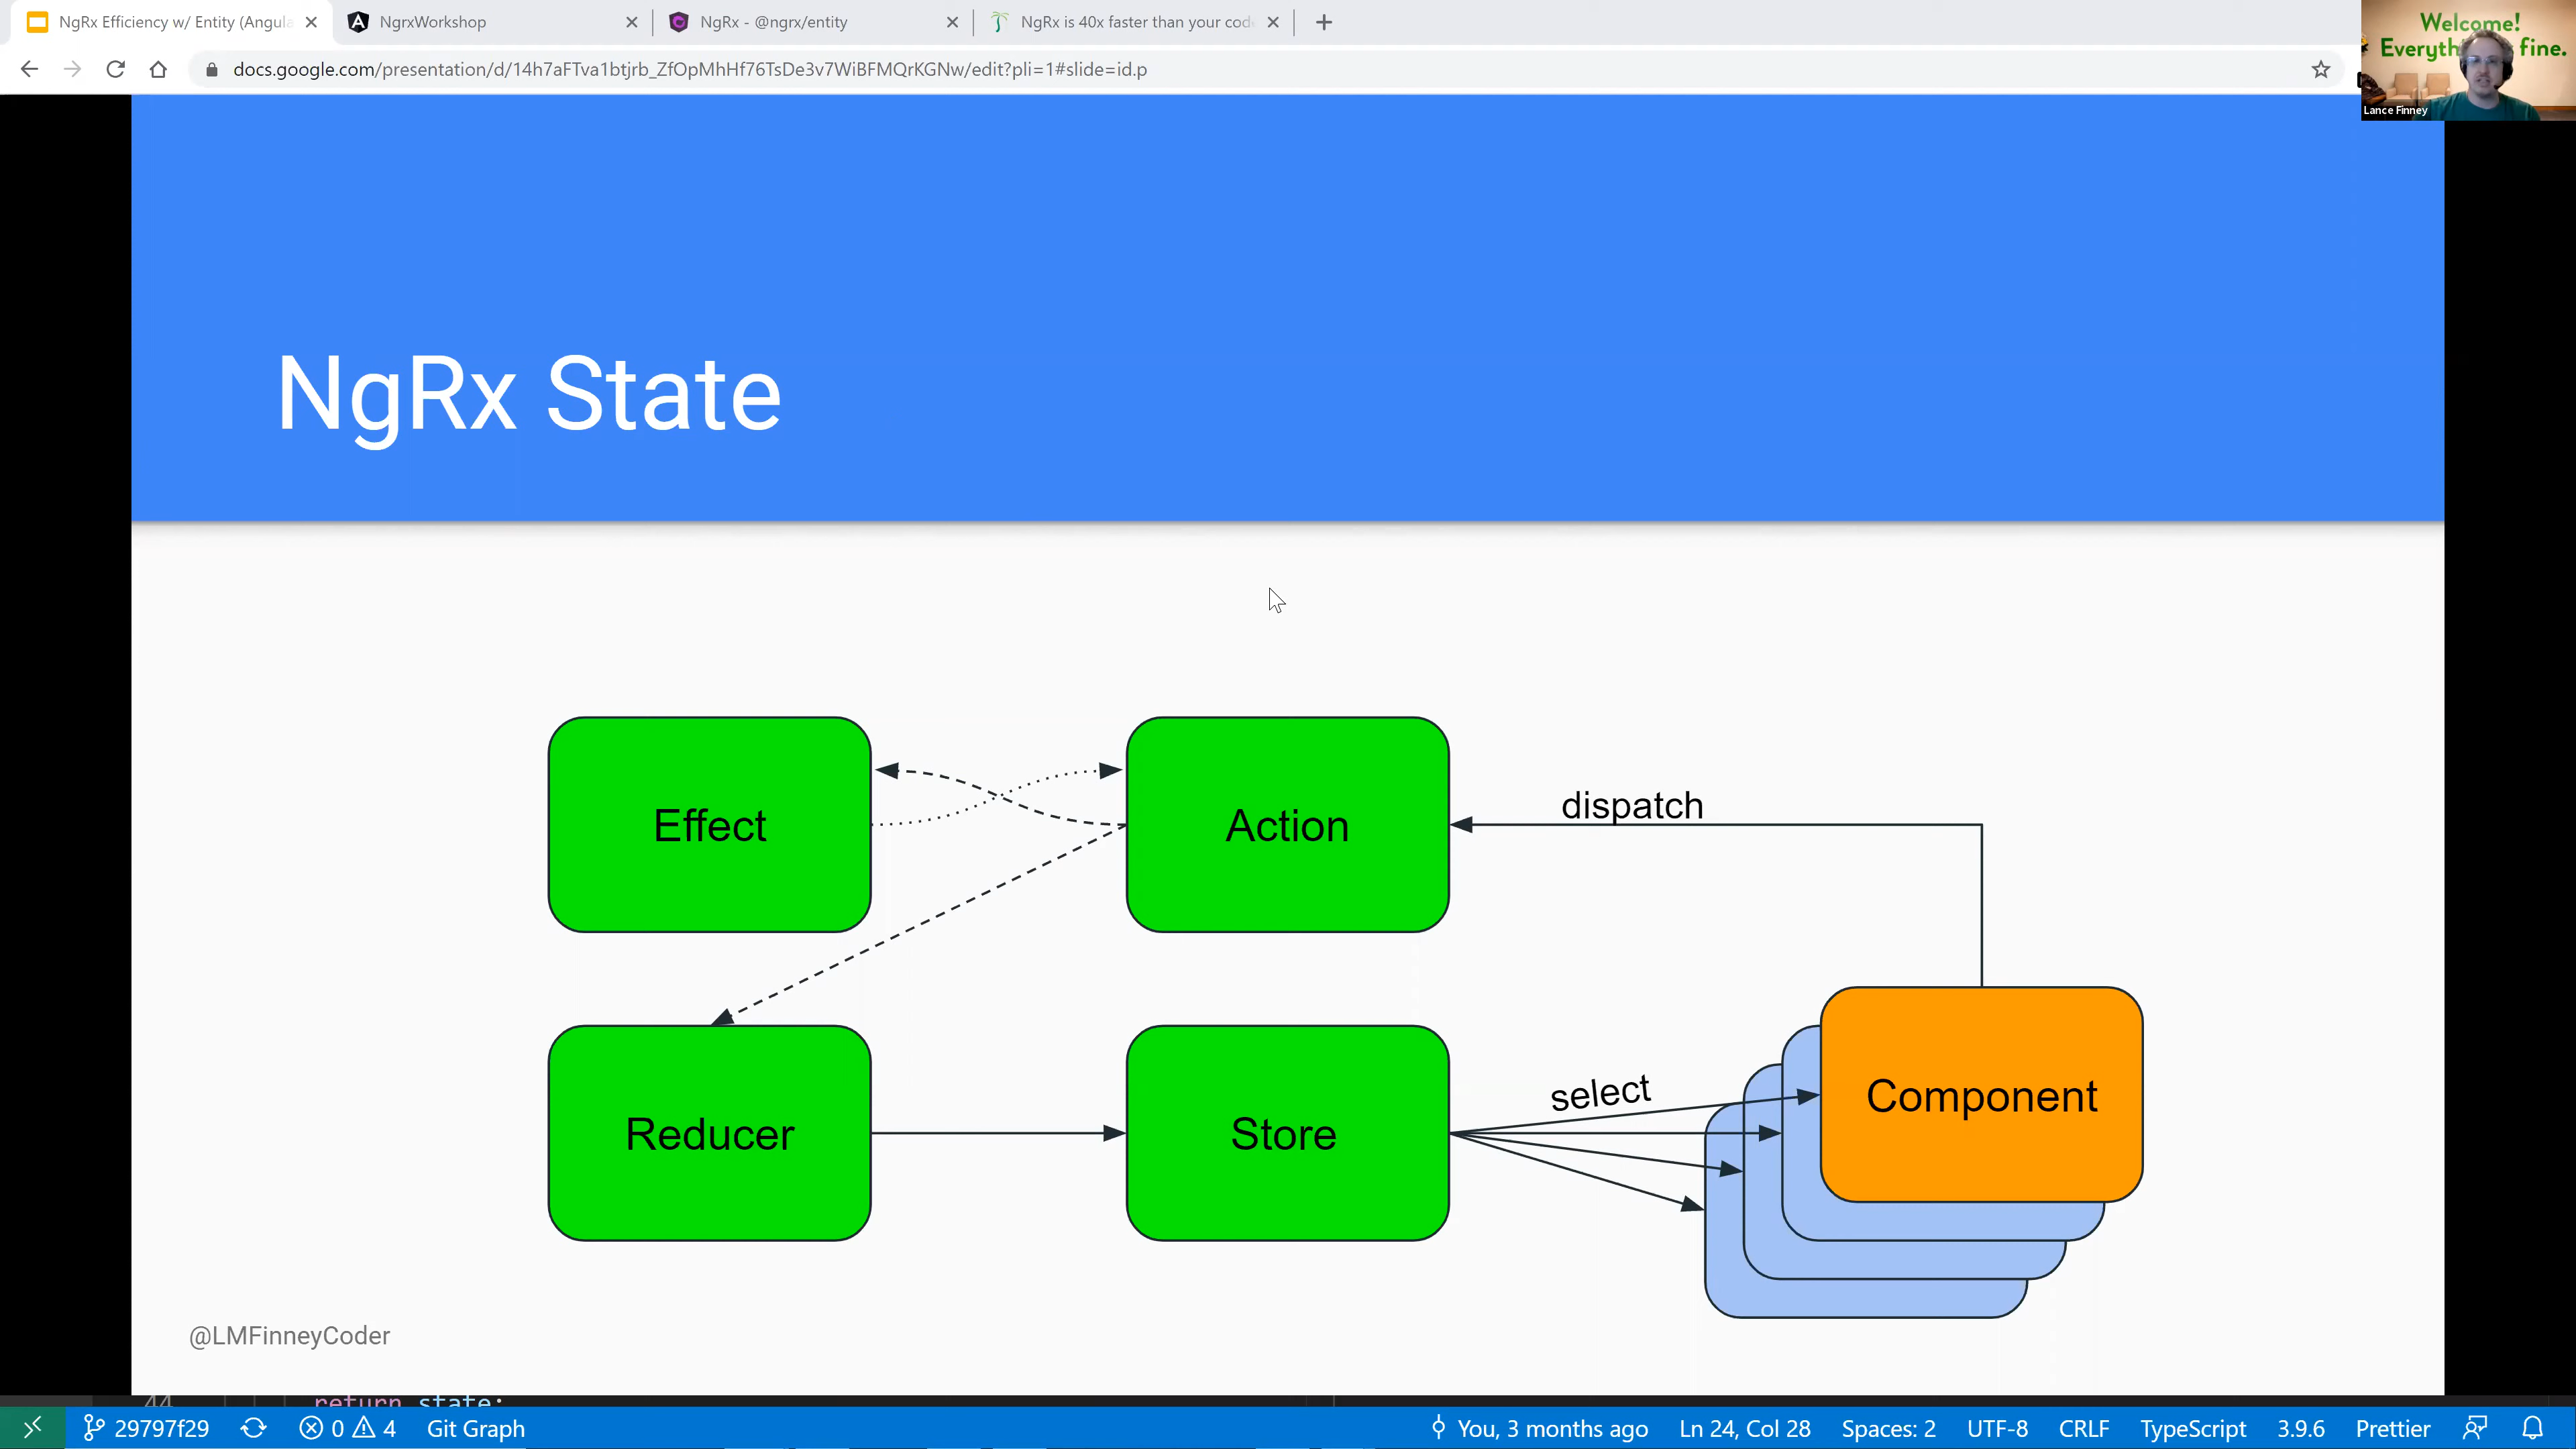 NgRx Efficiency w/ Entity (Angula
NgrxWorkshop
NgRx - @ngrx/entity
NgRx is 40x faster than your cod
docs.google.com/presentation/d/14h7aFTva1btjrb_ZfOpMhHf76TsDe3v7WiBFMQrKGNw/edit?pli=1#slide=id.p
Welcome!
fine.
Lance Finney
NgRx State
Effect
Action
dispatch
Reducer
Store
select
Component
@LMFinneyCoder
44 return state;
29797f29 0 4 Git Graph You, 3 months ago Ln 24, Col 28 Spaces: 2 UTF-8 CRLF TypeScript 3.9.6 Prettier